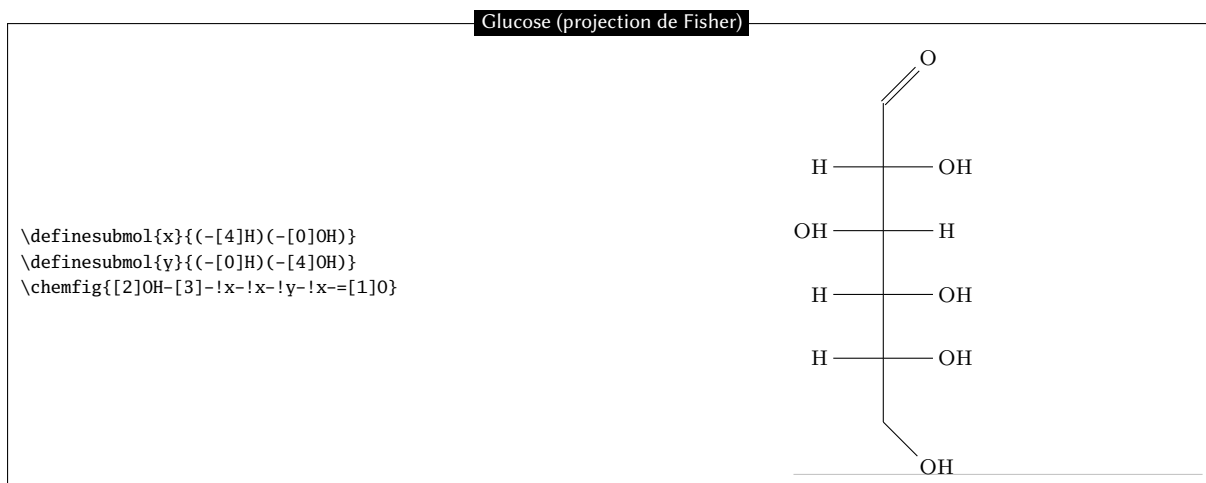 Glucose (projection de Fisher)
O
H OH
OH H
\definesubmol{x}{(-[4]H)(-[0]OH)}
\definesubmol{y}{(-[0]H)(-[4]OH)}
\chemfig{[2]OH-[3]-!x-!x-!y-!x-=[1]O}
H OH
H OH
OH